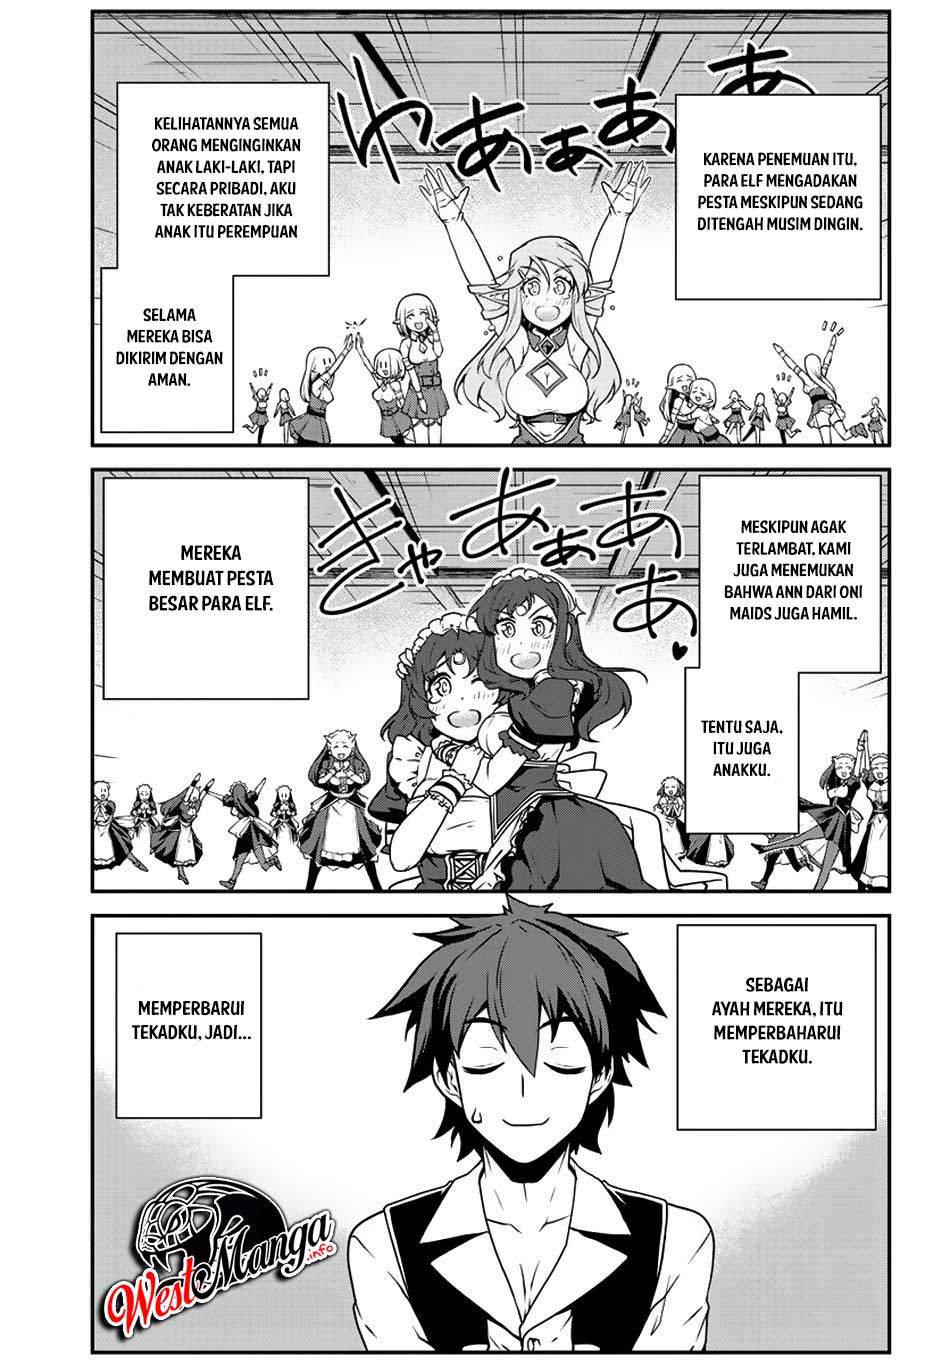 KARENA PENEMUAN ITU,
PARA ELF MENGADAKAN
PESTA MESKIPUN SEDANG
DITENGAH MUSIM DINGIN.
わあぁぁああ
KELIHATANNYA SEMUA
ORANG MENGINGINKAN
ANAK LAKI-LAKI, TAPI
SECARA PRIBADI, AKU
TAK KEBERATAN JIKA
ANAK ITU PEREMPUAN
SELAMA
MEREKA BISA
DIKIRIM DENGAN
AMAN.
MESKIPUN AGAK
TERLAMBAT, KAMI
JUGA MENEMUKAN
BAHWA ANN DARI ONI
MAIDS JUGA HAMIL.
TENTU SAJA,
ITU JUGA
ANAKKU.
きゃああぁああ
MEREKA
MEMBUAT PESTA
BESAR PARA ELF.
SEBAGAI
AYAH MEREKA, ITU
MEMPERBAHARUI
TEKADKU.
MEMPERBARUI
TEKADKU, JADI...
WestManga.info